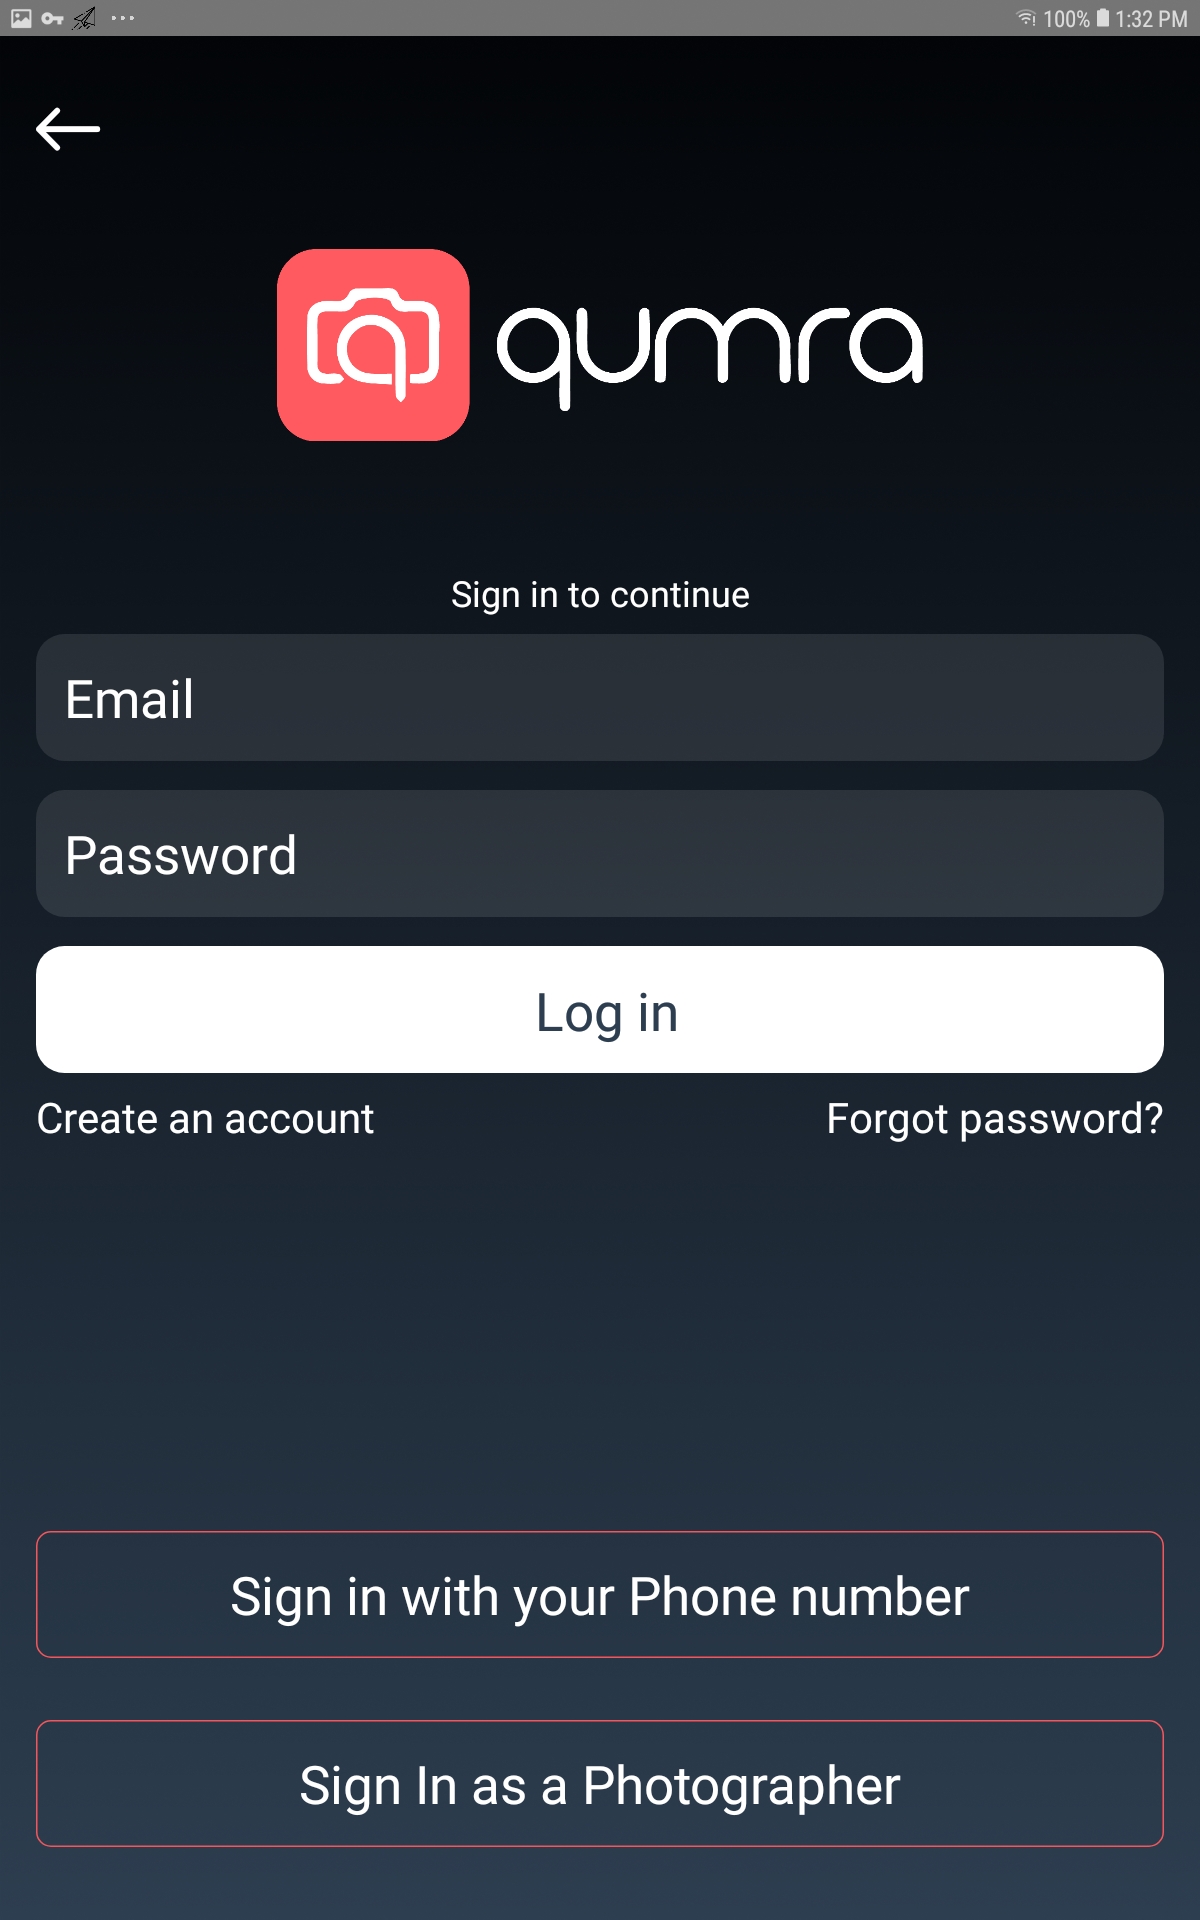 100% 1:32 PM
qumra
Sign in to continue
Email
Password
Log in
Create an account
Forgot password?
Sign in with your Phone number
Sign In as a Photographer